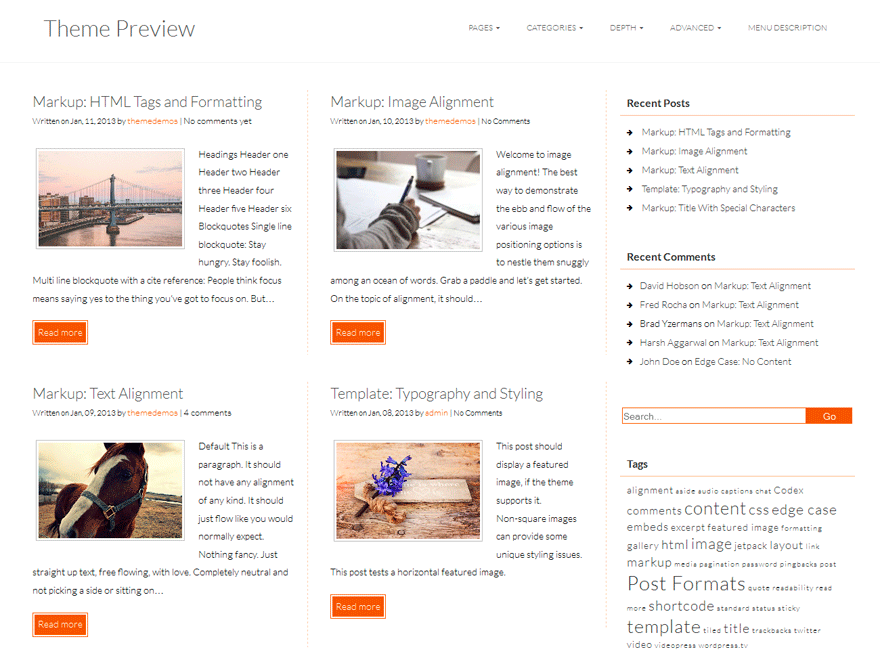 Theme Preview
PAGES CATEGORIES DEPTH ADVANCED MENU DESCRIPTION
Markup: HTML Tags and Formatting
Written on Jan, 11, 2013 by themedemos | No comments yet
Headings Header one
Header two Header
three Header four
Header five Header six
Blockquotes Single line
blockquote: Stay
hungry. Stay foolish.
Multi line blockquote with a cite reference: People think focus
means saying yes to the thing you've got to focus on. But…
Read more
Markup: Image Alignment
Written on Jan, 10, 2013 by themedemos | No Comments
Welcome to image
alignment! The best
way to demonstrate
the ebb and flow of the
various image
positioning options is
to nestle them snuggly
among an ocean of words. Grab a paddle and let's get started.
On the topic of alignment, it should…
Read more
Markup: Text Alignment
Written on Jan, 09, 2013 by themedemos | 4 comments
Default This is a
paragraph. It should
not have any alignment
of any kind. It should
just flow like you would
normally expect.
Nothing fancy. Just
straight up text, free flowing, with love. Completely neutral and
not picking a side or sitting on…
Read more
Template: Typography and Styling
Written on Jan, 08, 2013 by admin | No Comments
This post should
display a featured
image, if the theme
supports it.
Non-square images
can provide some
unique styling issues.
This post tests a horizontal featured image.
Read more
Recent Posts
Markup: HTML Tags and Formatting
Markup: Image Alignment
Markup: Text Alignment
Template: Typography and Styling
Markup: Title With Special Characters
Recent Comments
David Hobson on Markup: Text Alignment
Fred Rocha on Markup: Text Alignment
Brad Yzermans on Markup: Text Alignment
Harsh Aggarwal on Markup: Text Alignment
John Doe on Edge Case: No Content
Search...
Go
Tags
alignment aside audio captions chat Codex
comments content css edge case
embeds excerpt featured image formatting
gallery html image jetpack layout link
markup media pagination password pingbacks post
Post Formats quote readability read
more shortcode standard status sticky
template tiled title trackbacks twitter
video videopress wordpress.tv